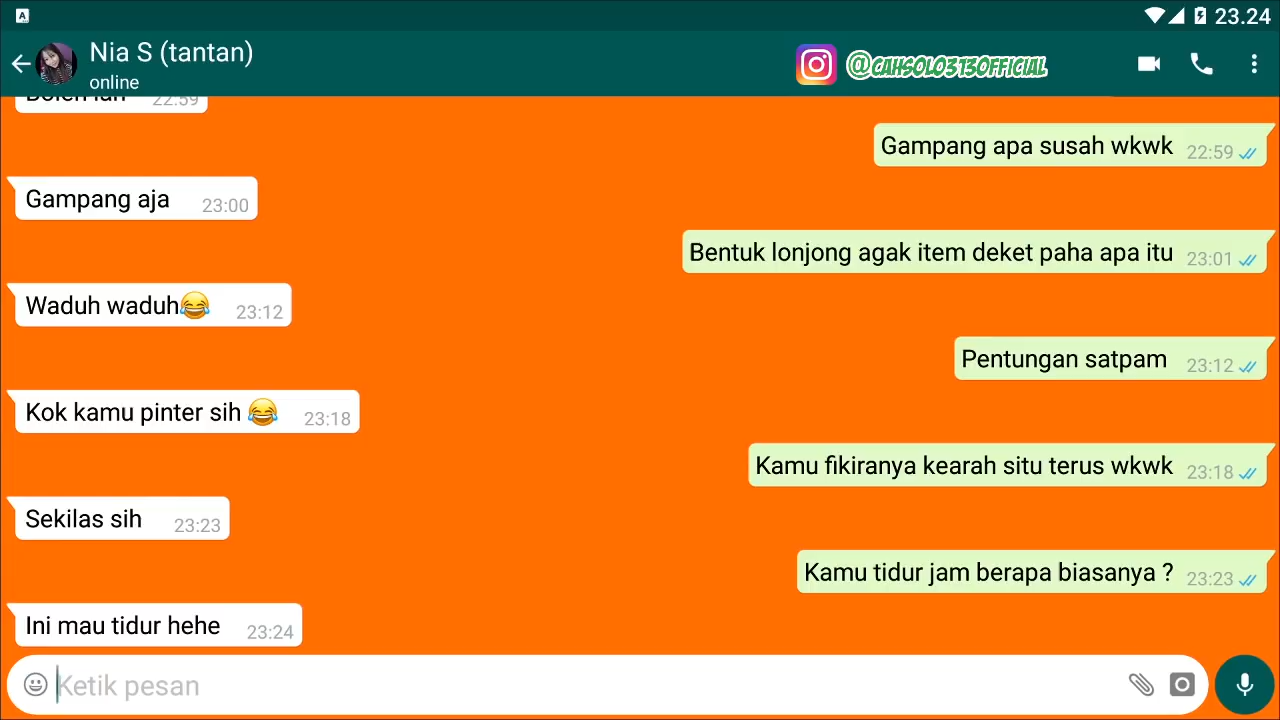 A
23.24
Nia S (tantan)
online
@CAHSOLO313OFFICIAL
22:59
Gampang apa susah wkwk 22:59
Gampang aja 23:00
Bentuk lonjong agak item deket paha apa itu 23:01
Waduh waduh😂 23:12
Pentungan satpam 23:12
Kok kamu pinter sih 😂 23:18
Kamu fikiranya kearah situ terus wkwk 23:18
Sekilas sih 23:23
Kamu tidur jam berapa biasanya ? 23:23
Ini mau tidur hehe 23:24
Ketik pesan